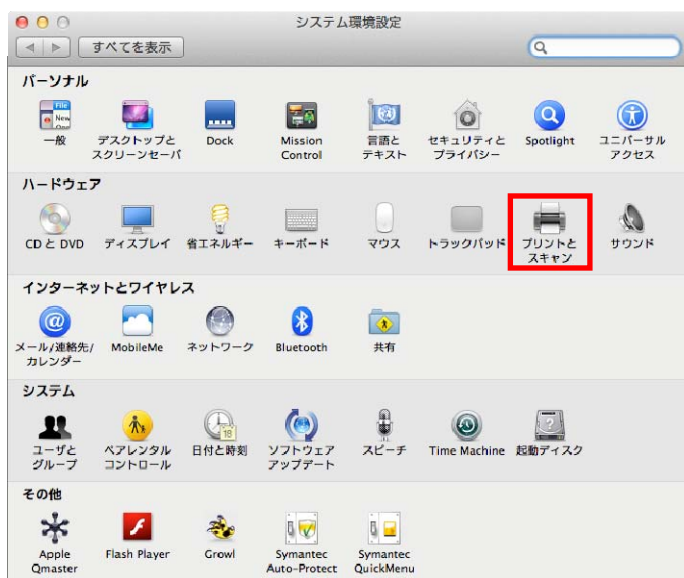 システム環境設定
すべてを表示
パーソナル
一般
デスクトップと
スクリーンセーバ
Dock
Mission
Control
言語と
テキスト
セキュリティと
プライバシー
Spotlight
ユニバーサル
アクセス
ハードウェア
CD と DVD
ディスプレイ
省エネルギー
キーボード
マウス
トラックパッド
プリントと
スキャン
サウンド
インターネットとワイヤレス
メール/連絡先/
カレンダー
MobileMe
ネットワーク
Bluetooth
共有
システム
ユーザと
グループ
ペアレンタル
コントロール
日付と時刻
ソフトウェア
アップデート
スピーチ
Time Machine
起動ディスク
その他
Apple
Qmaster
Flash Player
Growl
Symantec
Auto-Protect
Symantec
QuickMenu